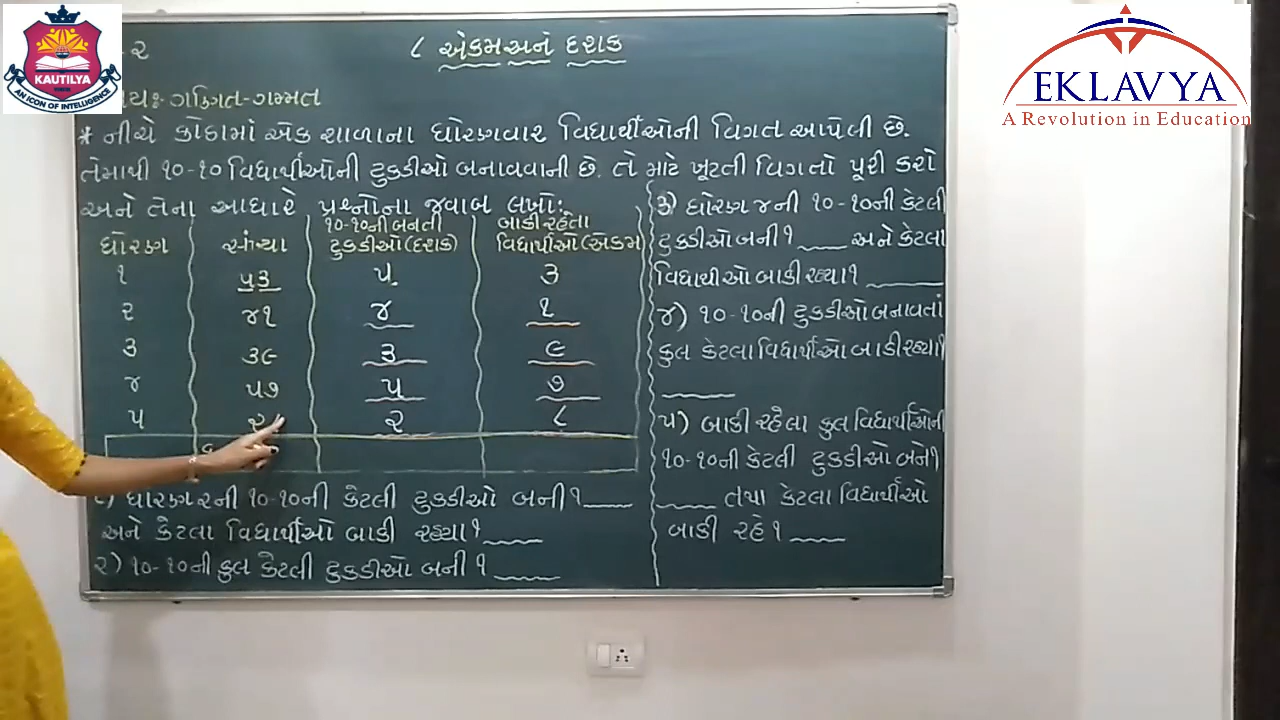 KAUTILYA
AN ICON OF INTELLIGENCE
EKLAVYA
A Revolution in Education
૨
૮ એકમ અને દશક
ગણિત-ગમ્મત
* નીચે કોઠામાં એક શાળાના ધોરણવાર વિદ્યાર્થીઓની વિગત આપેલી છે.
તેમાથી ૧૦-૧૦ વિદ્યાર્થીઓની ટુકડીઓ બનાવવાની છે. તે માટે ખૂટતી વિગતો પૂરી કરો
અને તેના આધારે પ્રશ્નોના જવાબ લખો:
ધોરણ સંખ્યા ૧૦-૧૦ની બનતી ટુકડીઓ (દશક) બાકી રહેતા વિદ્યાર્થીઓ (એકમ)
૧ ૫૩ ૫ ૩
૨ ૪૧ ૪ ૧
૩ ૩૯ ૩ ૯
૪ ૫૭ ૫ ૭
૫ ૨ ૨ ૮
૧) ધોરણ ૨ની ૧૦-૧૦ની કેટલી ટુકડીઓ બની? ____
અને કેટલા વિદ્યાર્થીઓ બાકી રહ્યા? ____
૨) ૧૦-૧૦ની કુલ કેટલી ટુકડીઓ બની? ____
૩) ધોરણ ૪ની ૧૦-૧૦ની કેટલી
ટુકડીઓ બની? ____ અને કેટલા
વિદ્યાથીઓ બાકી રહ્યા? ____
૪) ૧૦-૧૦ની ટુકડીઓ બનાવતાં
કુલ કેટલા વિદ્યાર્થીઓ બાકી રહ્યા?
____
૫) બાકી રહેલા કુલ વિદ્યાર્થીઓની
૧૦-૧૦ની કેટલી ટુકડીઓ બને?
____ તથા કેટલા વિદ્યાર્થીઓ
બાકી રહે? ____